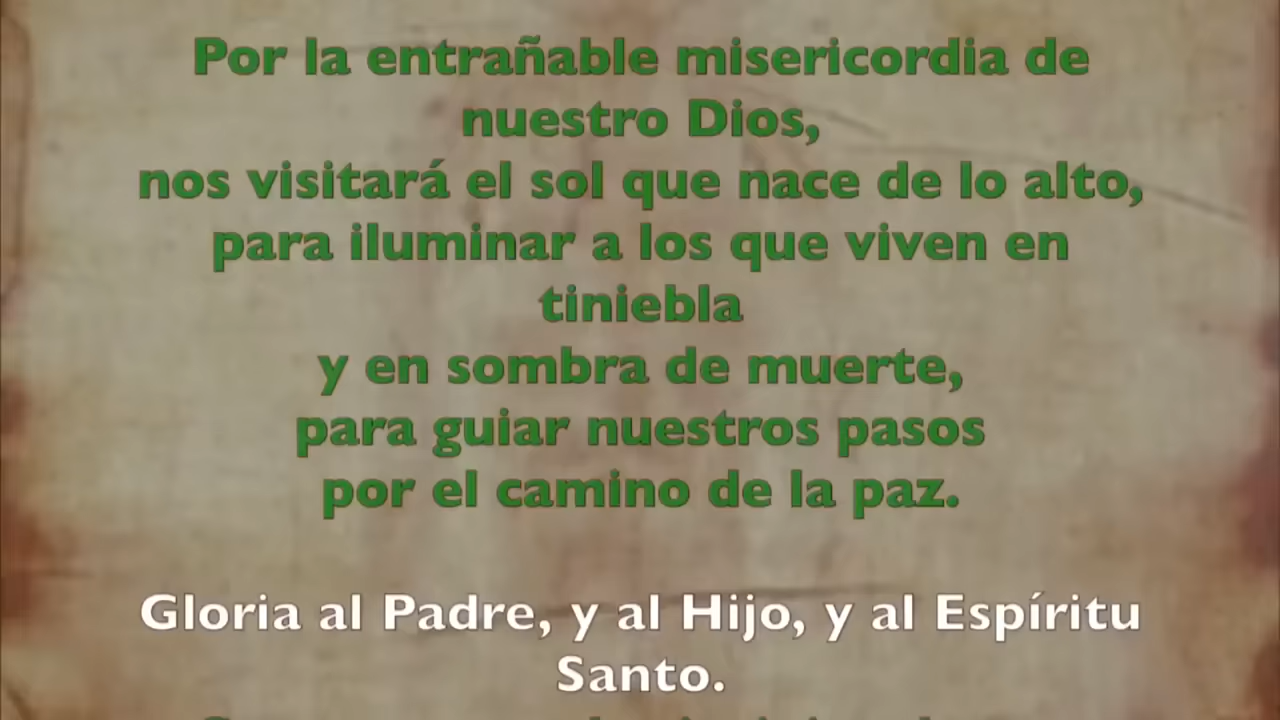 Por la entrañable misericordia de
nuestro Dios,
nos visitará el sol que nace de lo alto,
para iluminar a los que viven en
tiniebla
y en sombra de muerte,
para guiar nuestros pasos
por el camino de la paz.
Gloria al Padre, y al Hijo, y al Espíritu
Santo.